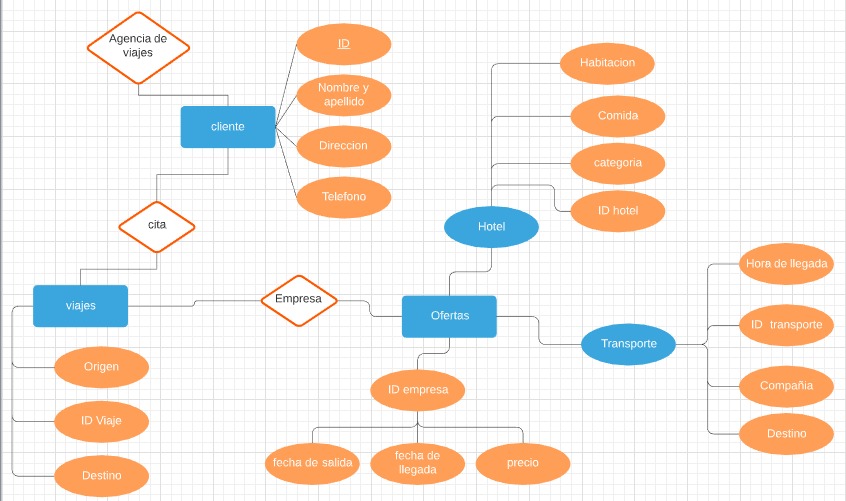 Agencia de
viajes
ID
Nombre y
apellido
Direccion
Telefono
cliente
cita
viajes
Origen
ID Viaje
Destino
Empresa
Ofertas
Hotel
Habitacion
Comida
categoria
ID hotel
Transporte
Hora de llegada
ID transporte
Compañia
Destino
ID empresa
fecha de salida
fecha de
llegada
precio